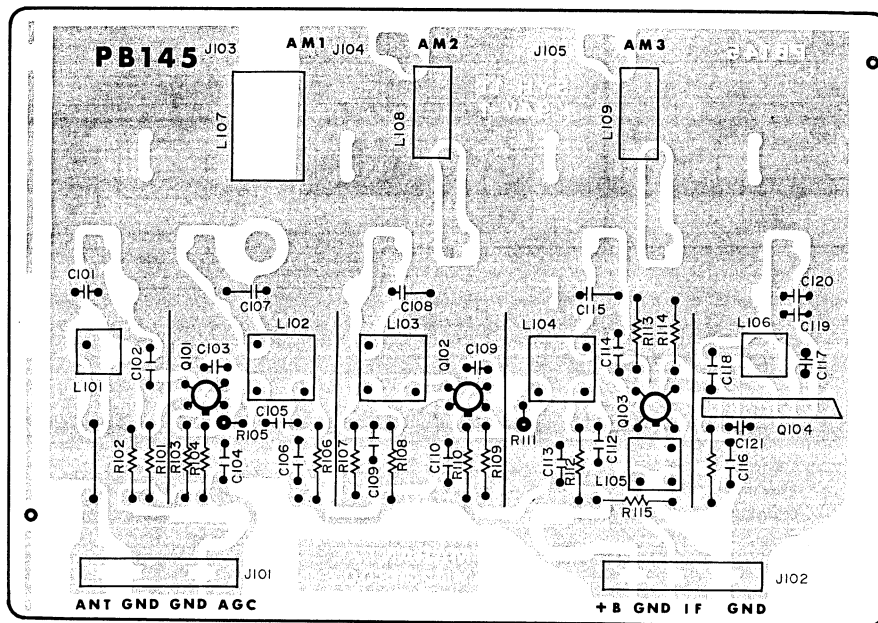 PB145 J103 AM1 J104 AM2 J105 AM3 PB145
L107 L108 L109
C101 C107 C108 C115 C120
C119
L101 C102 Q101 C103 L102 L103 Q102 C109 L104 C114 R113 R114 C118 L106 C117
R105 C105 R111 Q103 Q104
R102 R101 R103 R104 C104 C106 R106 R107 C109 R108 C110 R110 R109 C113 R112 C112 L105 C121 C116
R115
J101 J102
ANT GND GND AGC +B GND IF GND